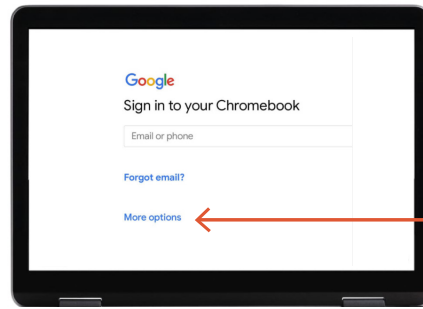 Google
Sign in to your Chromebook
Email or phone
Forgot email?
More options